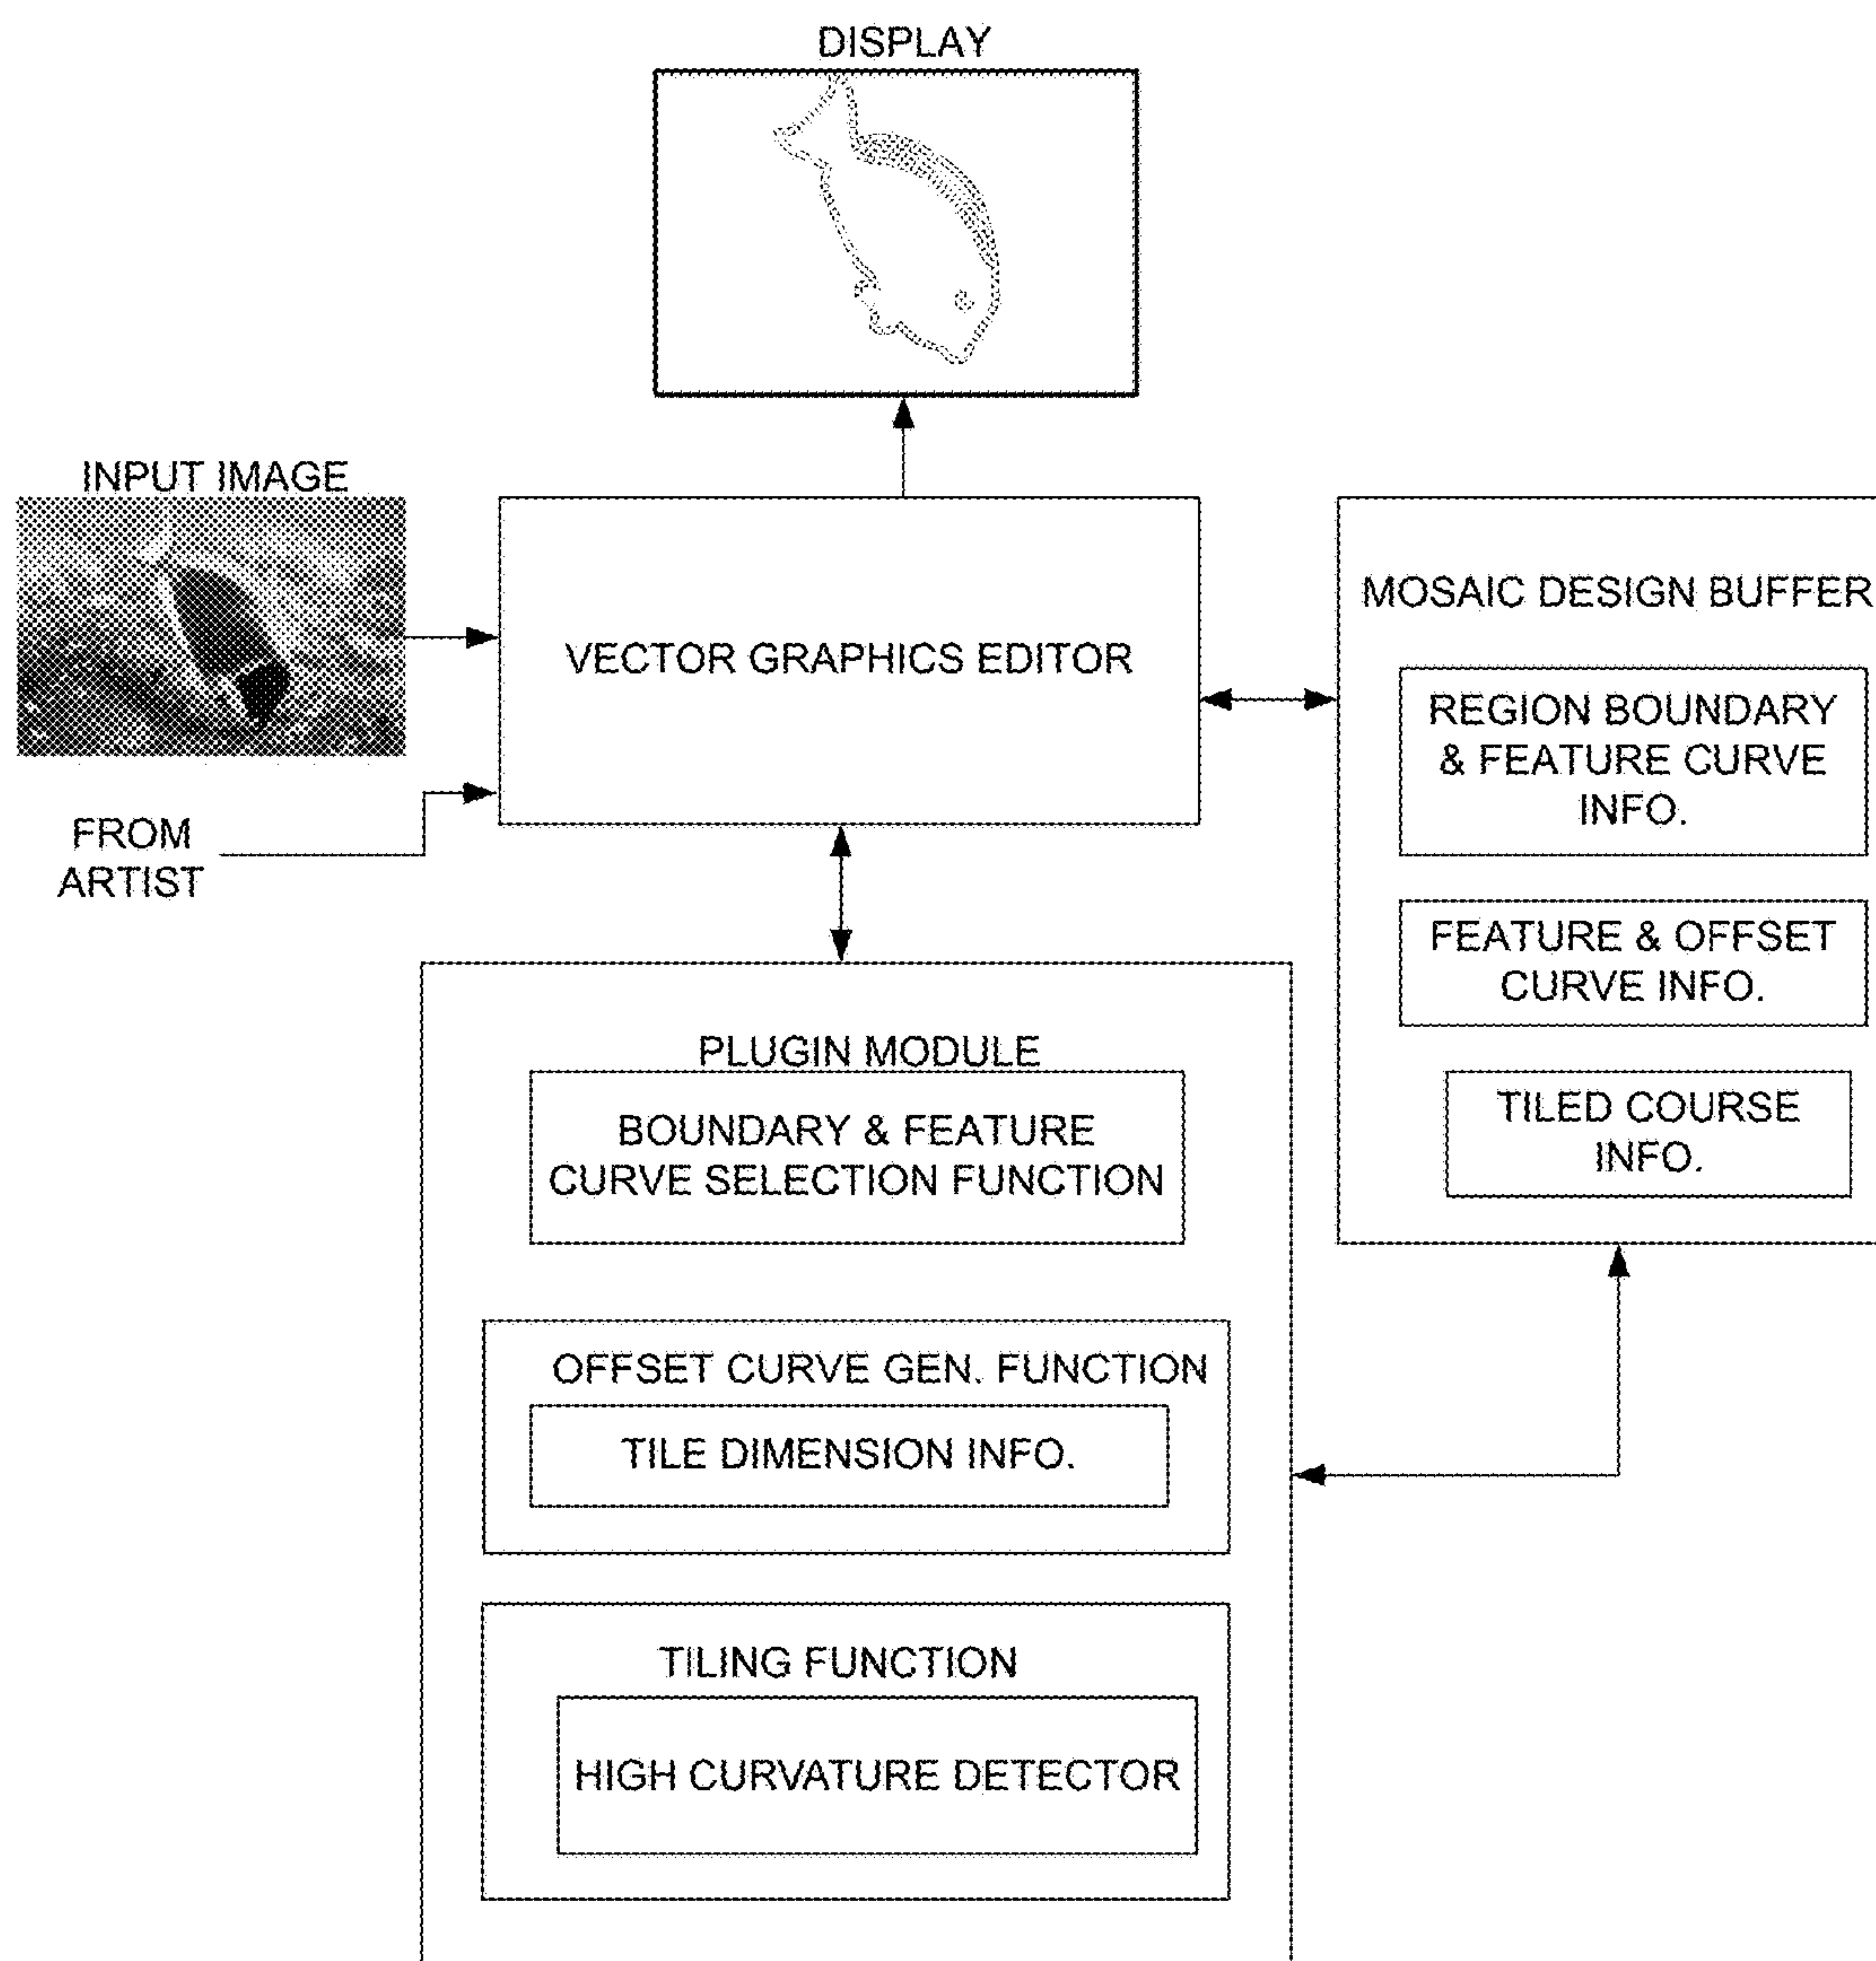 DISPLAY
INPUT IMAGE
VECTOR GRAPHICS EDITOR
FROM
ARTIST
MOSAIC DESIGN BUFFER
REGION BOUNDARY
& FEATURE CURVE
INFO.
FEATURE & OFFSET
CURVE INFO.
TILED COURSE
INFO.
PLUGIN MODULE
BOUNDARY & FEATURE
CURVE SELECTION FUNCTION
OFFSET CURVE GEN. FUNCTION
TILE DIMENSION INFO.
TILING FUNCTION
HIGH CURVATURE DETECTOR